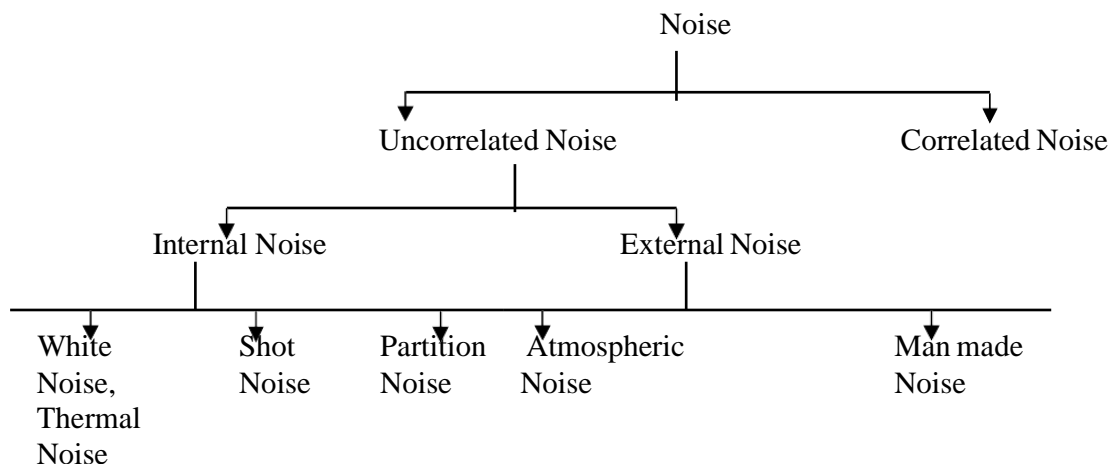 Noise
Uncorrelated Noise
Correlated Noise
Internal Noise
External Noise
White
Noise,
Thermal
Noise
Shot
Noise
Partition
Noise
Atmospheric
Noise
Man made
Noise